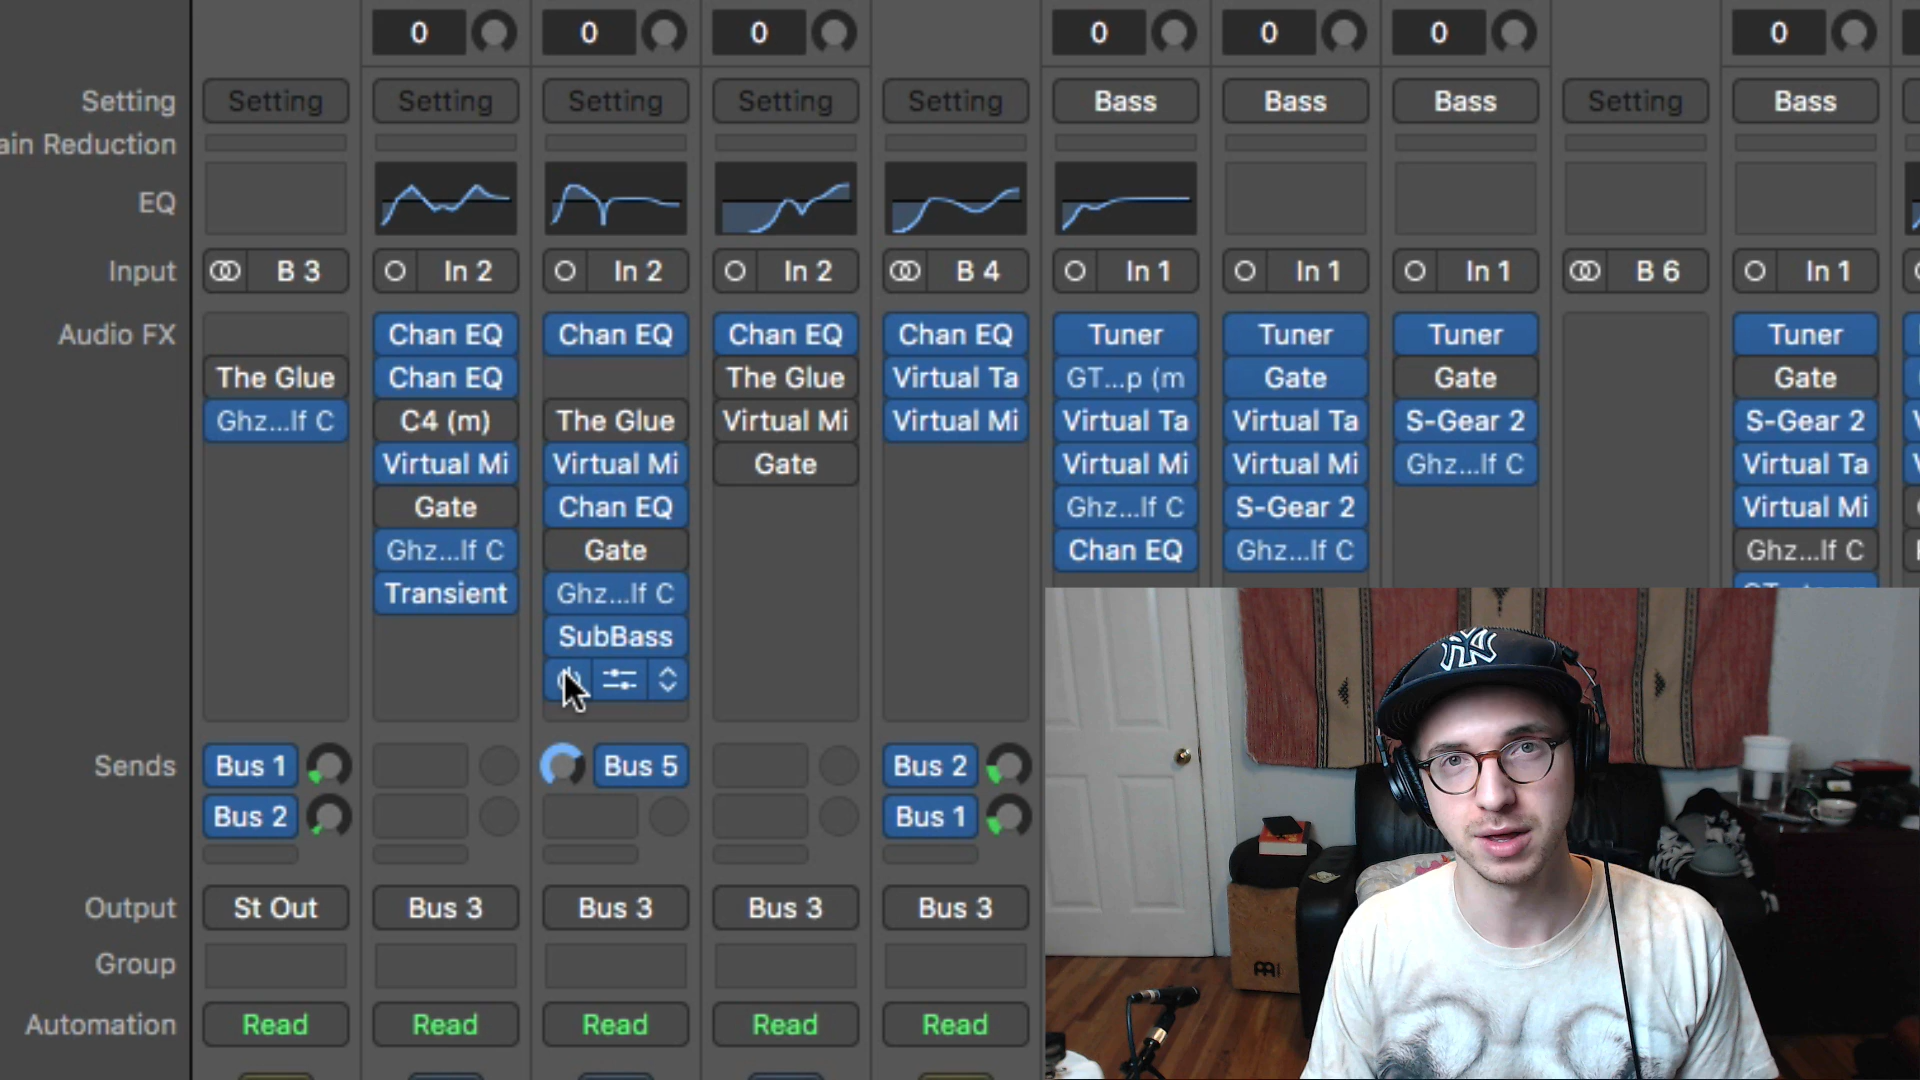 0 0 0 0 0 0 0
Setting Setting Setting Setting Setting Setting Bass Bass Bass Setting Bass
ain Reduction
EQ
Input B 3 In 2 In 2 In 2 B 4 In 1 In 1 In 1 B 6 In 1
Audio FX Chan EQ Chan EQ Chan EQ Chan EQ Tuner Tuner Tuner Tuner
The Glue Chan EQ The Glue Virtual Ta GT...p (m Gate Gate Gate
Ghz...lf C C4 (m) The Glue Virtual Mi Virtual Mi Virtual Ta Virtual Ta S-Gear 2 S-Gear 2
Virtual Mi Virtual Mi Gate Virtual Mi Virtual Mi Ghz...lf C Virtual Ta
Gate Chan EQ Ghz...lf C S-Gear 2 Virtual Mi
Ghz...lf C Gate Chan EQ Ghz...lf C Ghz...lf C
Transient Ghz...lf C
SubBass
Sends Bus 1 Bus 5 Bus 2
Bus 2 Bus 1
Output St Out Bus 3 Bus 3 Bus 3 Bus 3
Group
Automation Read Read Read Read Read
NY